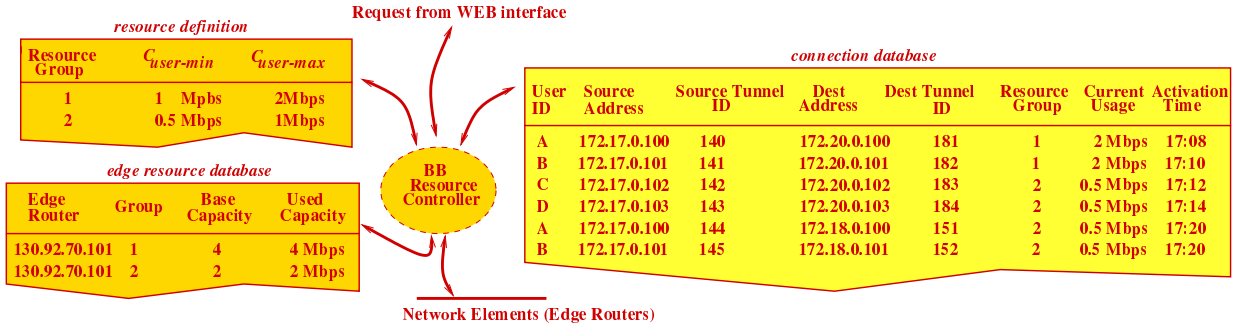 Request from WEB interface
resource definition
Resource Group C user-min C user-max
1 1 Mpbs 2Mbps
2 0.5 Mbps 1Mbps
edge resource database
Edge Router Group Base Capacity Used Capacity
130.92.70.101 1 4 4 Mbps
130.92.70.101 2 2 2 Mbps
BB
Resource
Controller
Network Elements (Edge Routers)
connection database
User ID Source Address Source Tunnel ID Dest Address Dest Tunnel ID Resource Group Current Usage Activation Time
A 172.17.0.100 140 172.20.0.100 181 1 2 Mbps 17:08
B 172.17.0.101 141 172.20.0.101 182 1 2 Mbps 17:10
C 172.17.0.102 142 172.20.0.102 183 2 0.5 Mbps 17:12
D 172.17.0.103 143 172.20.0.103 184 2 0.5 Mbps 17:14
A 172.17.0.100 144 172.18.0.100 151 2 0.5 Mbps 17:20
B 172.17.0.101 145 172.18.0.101 152 2 0.5 Mbps 17:20